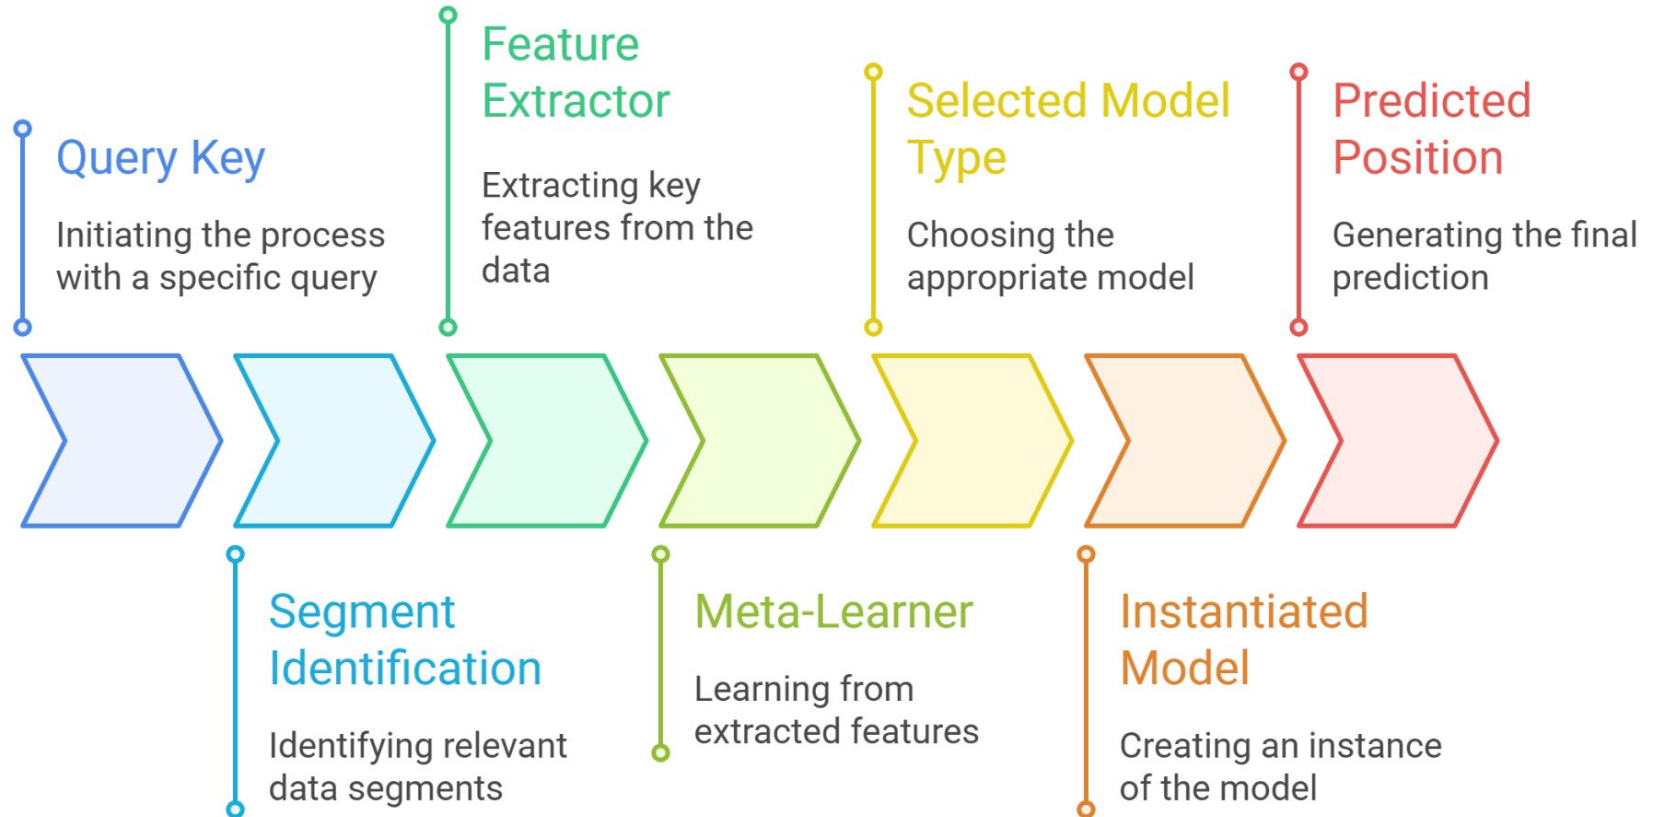 Query Key
Initiating the process
with a specific query
Segment
Identification
Identifying relevant
data segments
Feature
Extractor
Extracting key
features from the
data
Meta-Learner
Learning from
extracted features
Selected Model
Type
Choosing the
appropriate model
Instantiated
Model
Creating an instance
of the model
Predicted
Position
Generating the final
prediction